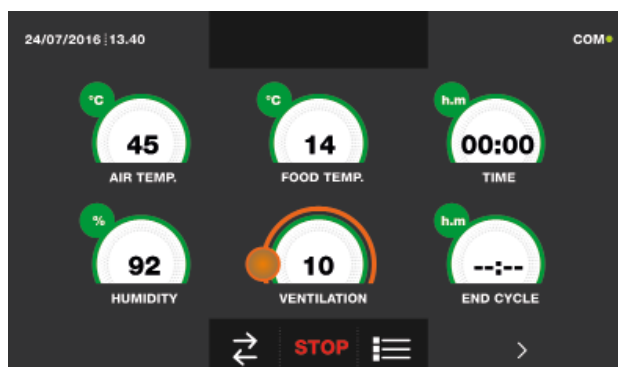 24/07/2016 13.40
COM
°C °C h.m
45 14 00:00
AIR TEMP. FOOD TEMP. TIME
% h.m
92 10 --:--
HUMIDITY VENTILATION END CYCLE
STOP